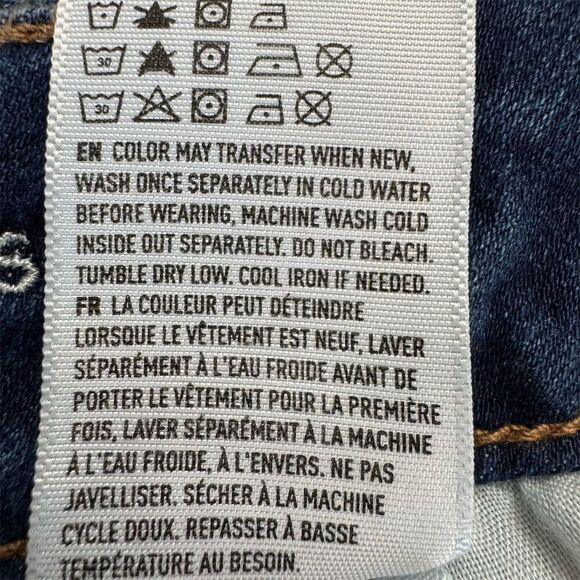 30
30
EN COLOR MAY TRANSFER WHEN NEW,
WASH ONCE SEPARATELY IN COLD WATER
BEFORE WEARING, MACHINE WASH COLD
INSIDE OUT SEPARATELY. DO NOT BLEACH.
TUMBLE DRY LOW. COOL IRON IF NEEDED.
FR LA COULEUR PEUT DÉTEINDRE
LORSQUE LE VÊTEMENT EST NEUF, LAVER
SÉPARÉMENT À L'EAU FROIDE AVANT DE
PORTER LE VÊTEMENT POUR LA PREMIÈRE
FOIS, LAVER SÉPARÉMENT À LA MACHINE
À L'EAU FROIDE, À L'ENVERS. NE PAS
JAVELLISER. SÉCHER À LA MACHINE
CYCLE DOUX. REPASSER À BASSE
TEMPÉRATURE AU BESOIN.